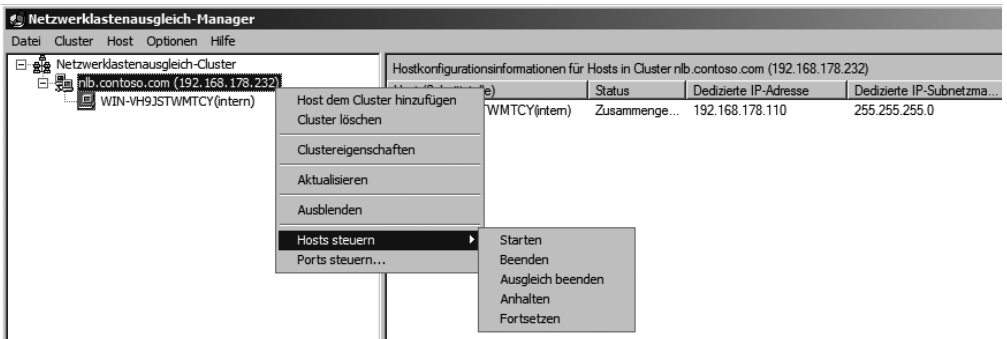 Netzwerklastenausgleich-Manager
Datei Cluster Host Optionen Hilfe
Netzwerklastenausgleich-Cluster
nlb.contoso.com (192.168.178.232)
WIN-VH9JSTWMTCY(intern)
Hostkonfigurationsinformationen für Hosts in Cluster nlb.contoso.com (192.168.178.232)
Status Dedizierte IP-Adresse Dedizierte IP-Subnetzma...
WMTCY(intern) Zusammenge... 192.168.178.110 255.255.255.0
Host dem Cluster hinzufügen
Cluster löschen
Clustereigenschaften
Aktualisieren
Ausblenden
Hosts steuern
Ports steuern...
Starten
Beenden
Ausgleich beenden
Anhalten
Fortsetzen